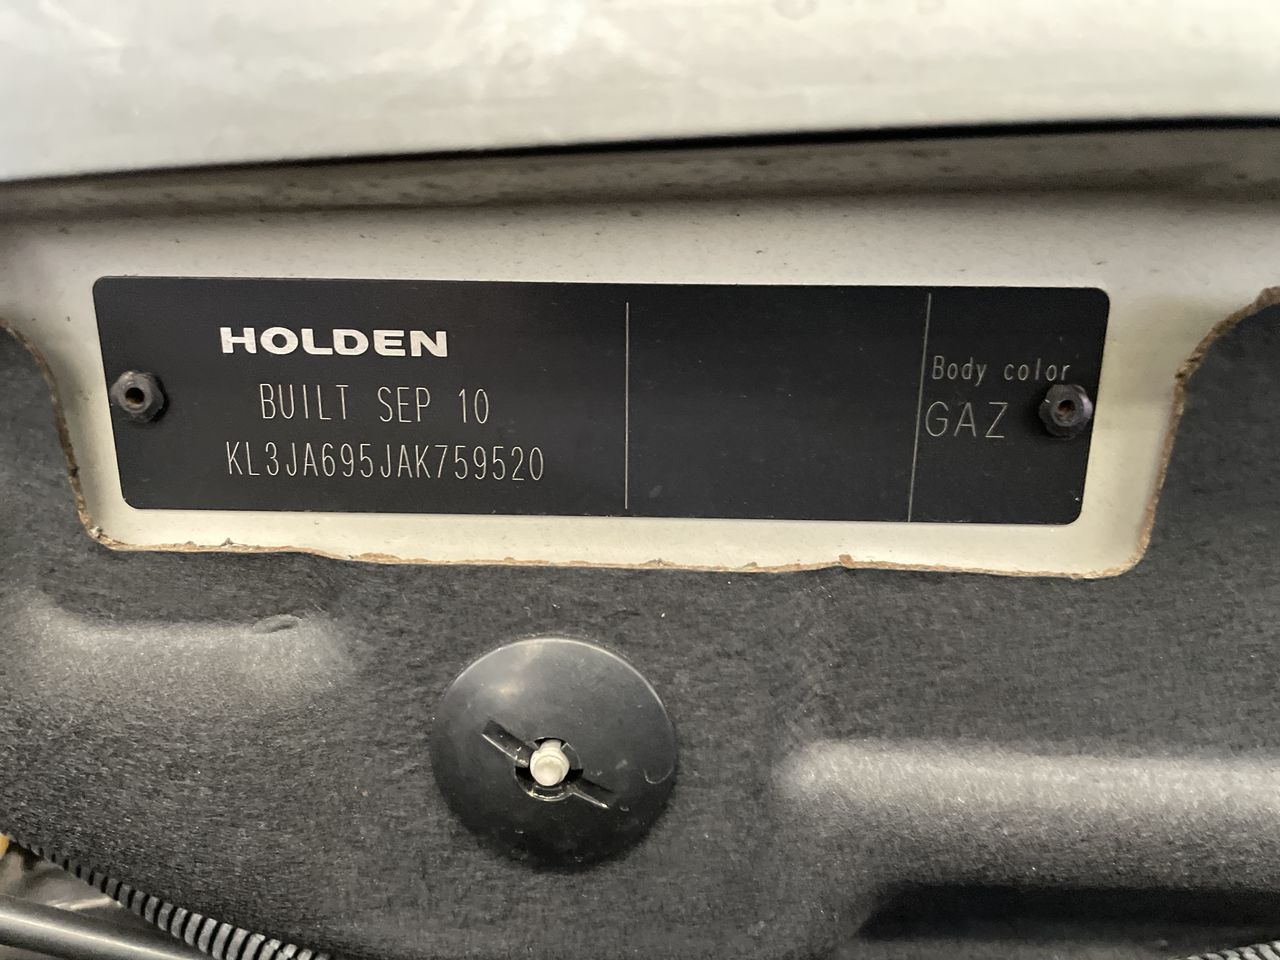 HOLDEN
BUILT SEP 10
KL3JA695JAK759520
Body color
GAZ